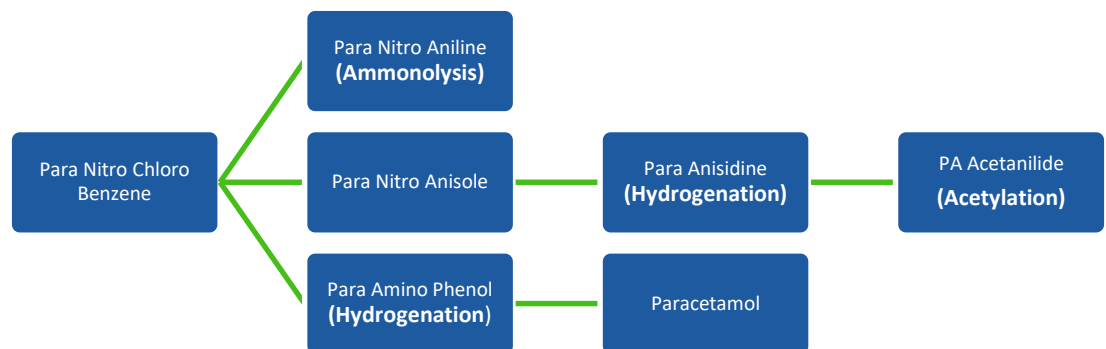 Para Nitro Aniline
(Ammonolysis)
Para Nitro Chloro
Benzene
Para Nitro Anisole
Para Anisidine
(Hydrogenation)
PA Acetanilide
(Acetylation)
Para Amino Phenol
(Hydrogenation)
Paracetamol